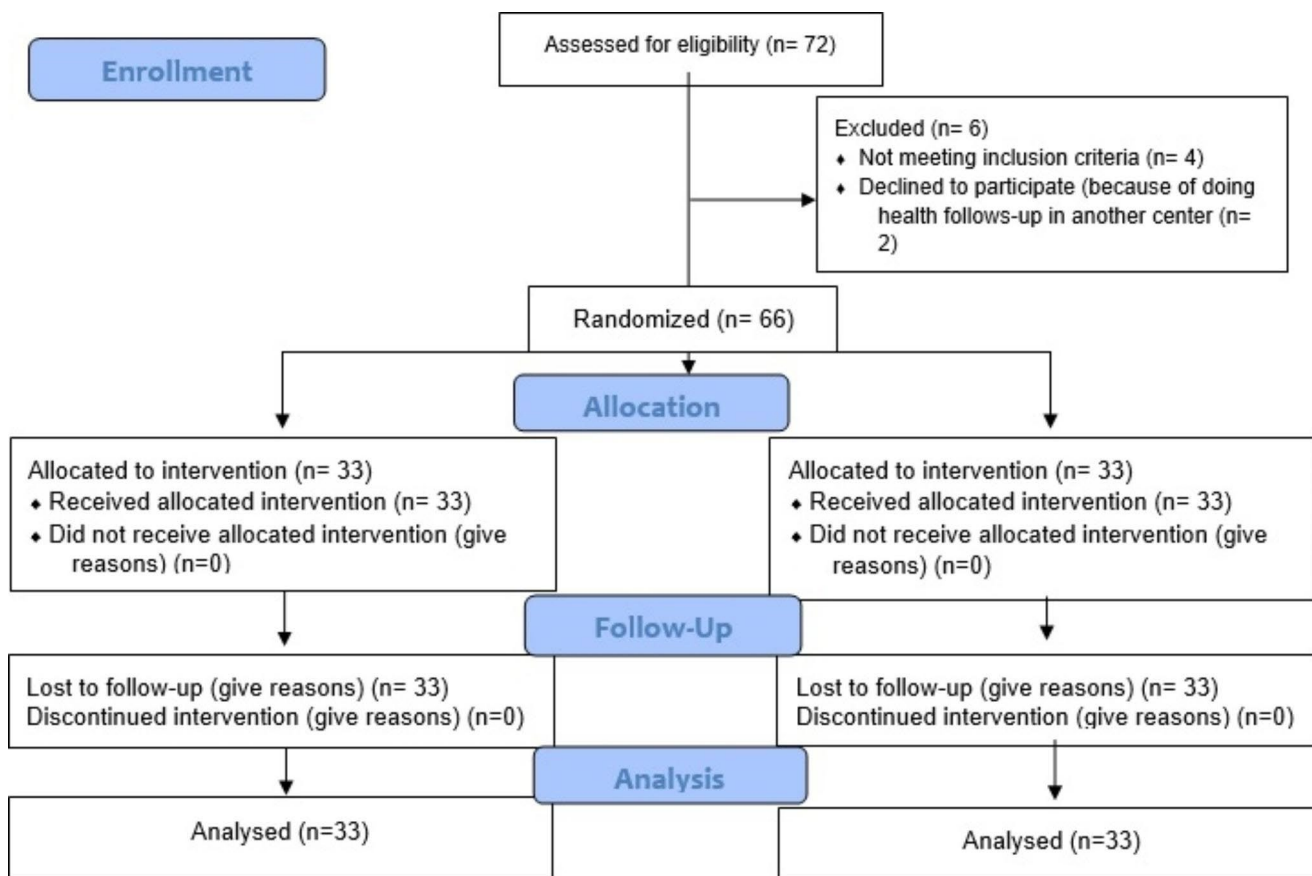 Enrollment
Assessed for eligibility (n= 72)
Excluded (n= 6)
♦ Not meeting inclusion criteria (n= 4)
♦ Declined to participate (because of doing
health follows-up in another center (n=
2)
Randomized (n= 66)
Allocation
Allocated to intervention (n= 33)
♦ Received allocated intervention (n= 33)
♦ Did not receive allocated intervention (give
reasons) (n=0)
Allocated to intervention (n= 33)
♦ Received allocated intervention (n= 33)
♦ Did not receive allocated intervention (give
reasons) (n=0)
Follow-Up
Lost to follow-up (give reasons) (n= 33)
Discontinued intervention (give reasons) (n=0)
Lost to follow-up (give reasons) (n= 33)
Discontinued intervention (give reasons) (n=0)
Analysis
Analysed (n=33)
Analysed (n=33)